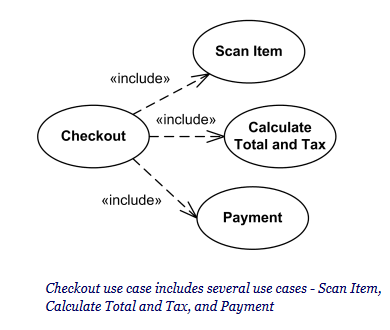 Scan Item
«include»
«include»
Checkout
Calculate
Total and Tax
«include»
Payment
Checkout use case includes several use cases - Scan Item,
Calculate Total and Tax, and Payment